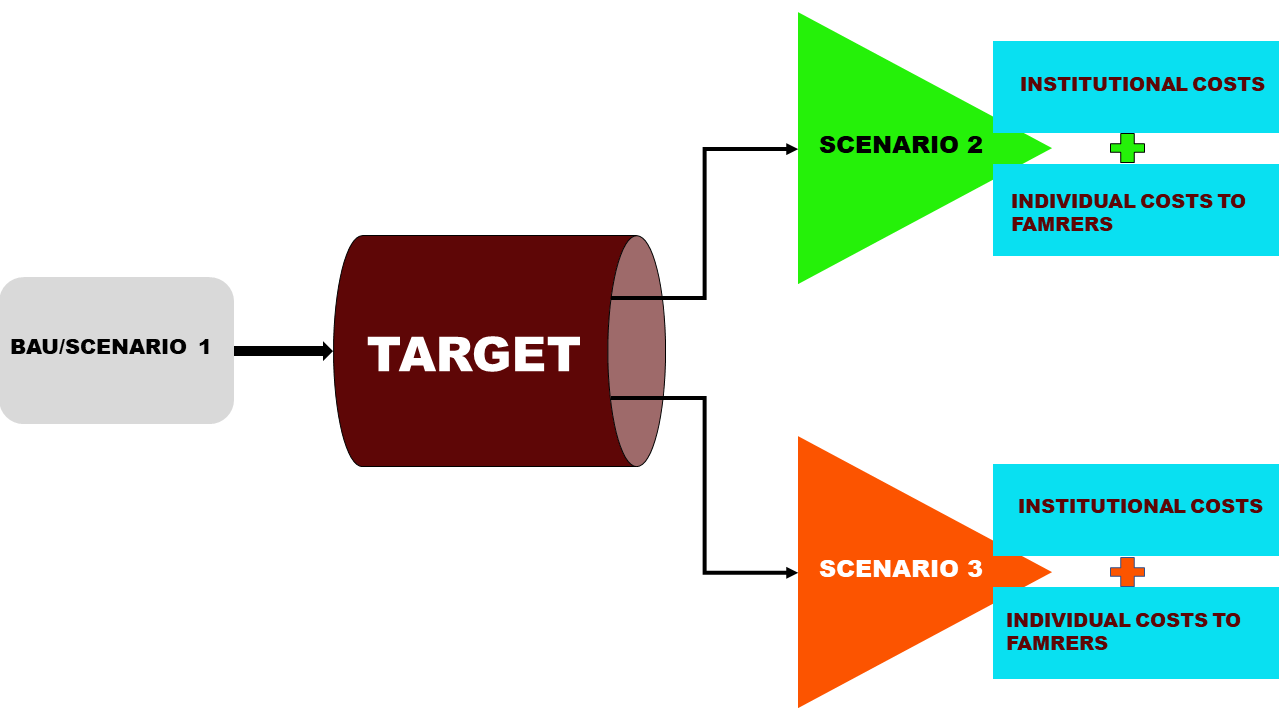 BAU/SCENARIO 1
TARGET
SCENARIO 2
INSTITUTIONAL COSTS
INDIVIDUAL COSTS TO
FAMRERS
SCENARIO 3
INSTITUTIONAL COSTS
INDIVIDUAL COSTS TO
FAMRERS